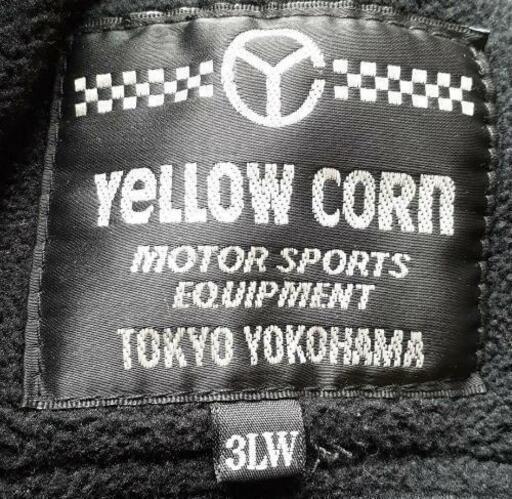 YeLLOW CORn
MOTOR SPORTS
EQUIPMENT
TOKYO YOKOHAMA
3LW